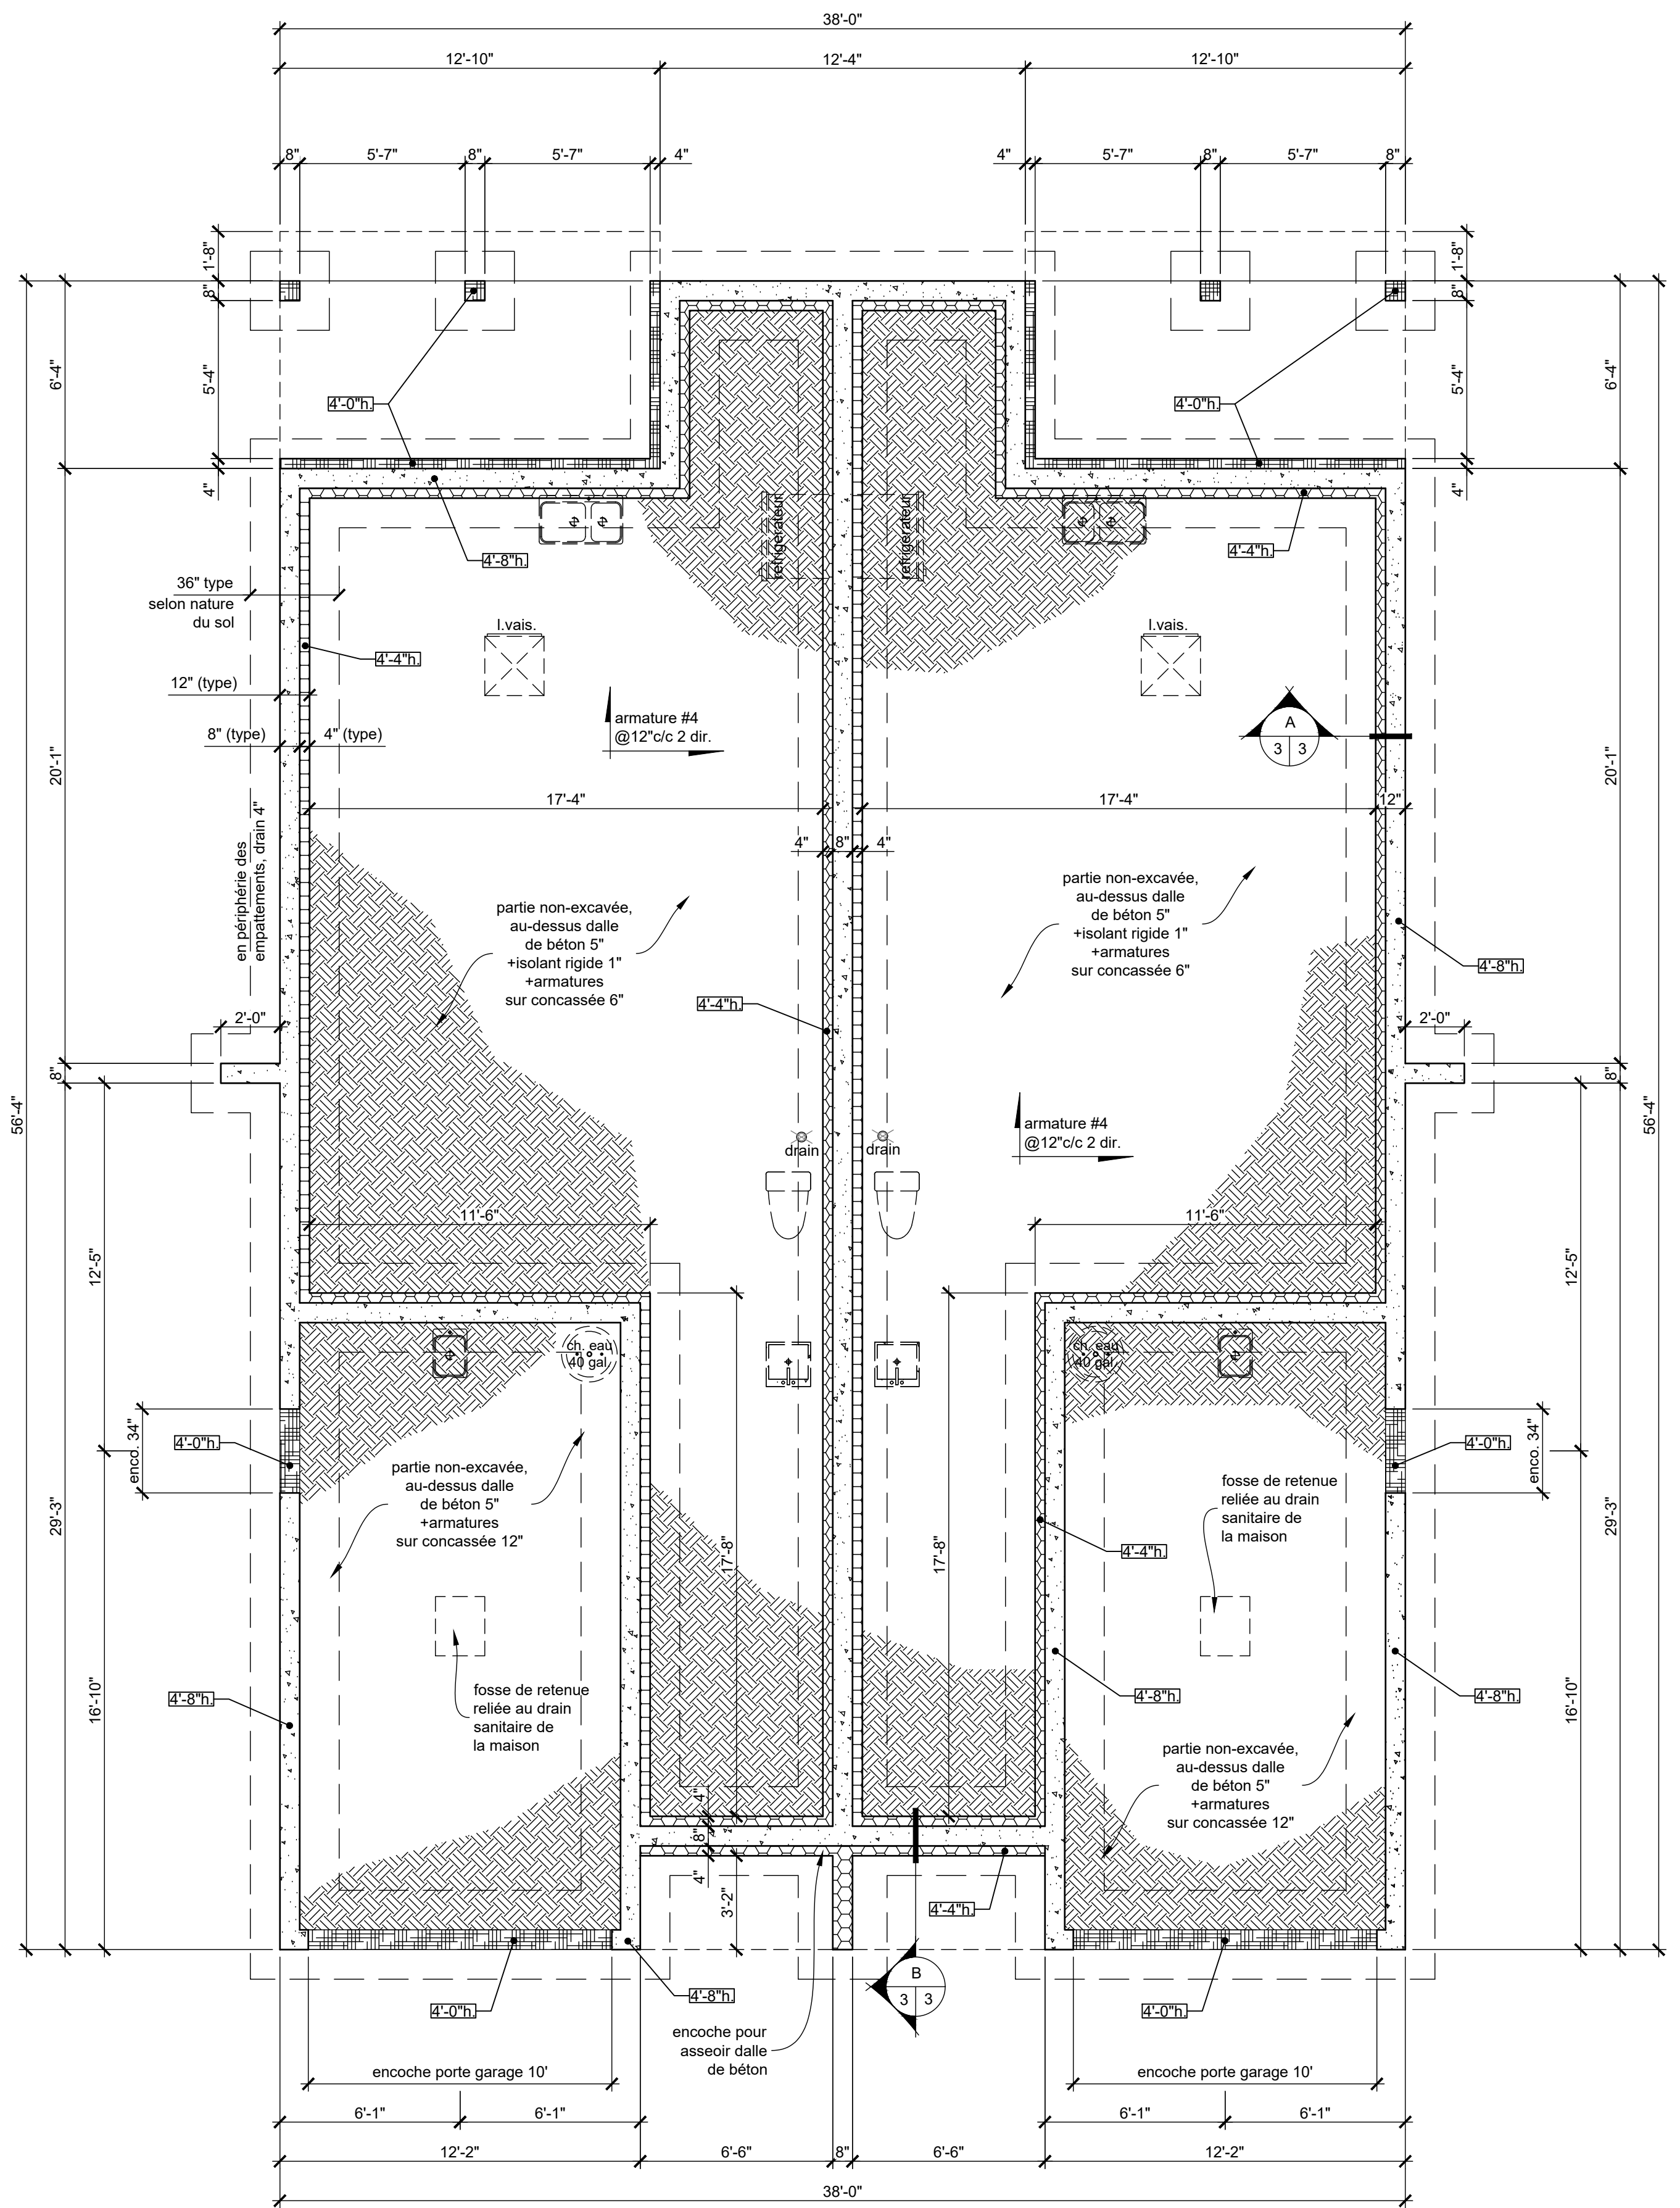 38'-0"
12'-10"
12'-4"
12'-10"
8"
5'-7"
8"
5'-7"
4"
4"
5'-7"
8"
5'-7"
8"
1'-8"
8"
5'-4"
4"
6'-4"
1'-8"
8"
5'-4"
4"
6'-4"
4'-0"h.
4'-0"h.
réfrigérateur
réfrigérateur
4'-8"h.
4'-4"h.
36" type
selon nature
du sol
l.vais.
l.vais.
4'-4"h.
12" (type)
armature #4
@12"c/c 2 dir.
A
3
3
8" (type)
4" (type)
20'-1"
20'-1"
17'-4"
17'-4"
12"
4"
8"
4"
en périphérie des
empattements, drain 4"
partie non-excavée,
au-dessus dalle
de béton 5"
+isolant rigide 1"
+armatures
sur concassée 6"
partie non-excavée,
au-dessus dalle
de béton 5"
+isolant rigide 1"
+armatures
sur concassée 6"
4'-8"h.
4'-4"h.
2'-0"
2'-0"
8"
8"
56'-4"
56'-4"
armature #4
@12"c/c 2 dir.
drain
drain
11'-6"
11'-6"
12'-5"
12'-5"
ch. eau
40 gal.
ch. eau
40 gal.
enco. 34"
4'-0"h.
4'-0"h.
enco. 34"
partie non-excavée,
au-dessus dalle
de béton 5"
+armatures
sur concassée 12"
fosse de retenue
reliée au drain
sanitaire de
la maison
29'-3"
29'-3"
17'-8"
17'-8"
4'-4"h.
16'-10"
16'-10"
4'-8"h.
fosse de retenue
reliée au drain
sanitaire de
la maison
4'-8"h.
4'-8"h.
partie non-excavée,
au-dessus dalle
de béton 5"
+armatures
sur concassée 12"
4"
8"
4"
3'-2"
4'-4"h.
B
3
3
4'-0"h.
4'-8"h.
4'-0"h.
encoche pour
asseoir dalle
de béton
encoche porte garage 10'
encoche porte garage 10'
6'-1"
6'-1"
6'-1"
6'-1"
12'-2"
6'-6"
8"
6'-6"
12'-2"
38'-0"